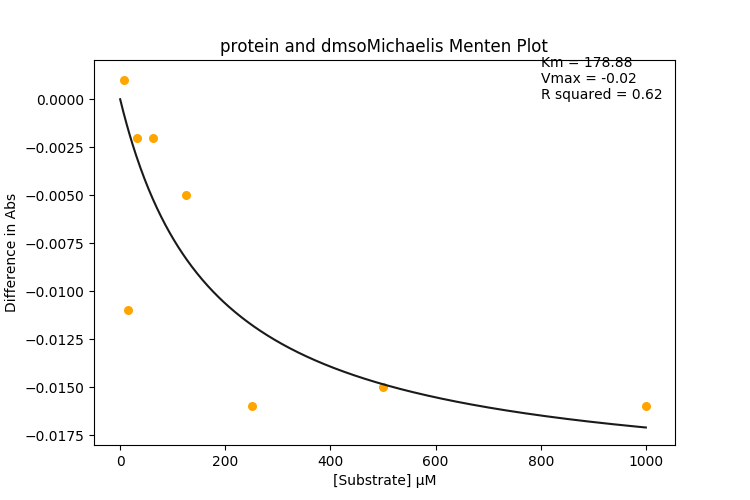 protein and dmsoMichaelis Menten Plot
Km = 178.88
Vmax = -0.02
R squared = 0.62
Difference in Abs
0.0000
−0.0025
−0.0050
−0.0075
−0.0100
−0.0125
−0.0150
−0.0175
0 200 400 600 800 1000
[Substrate] μM